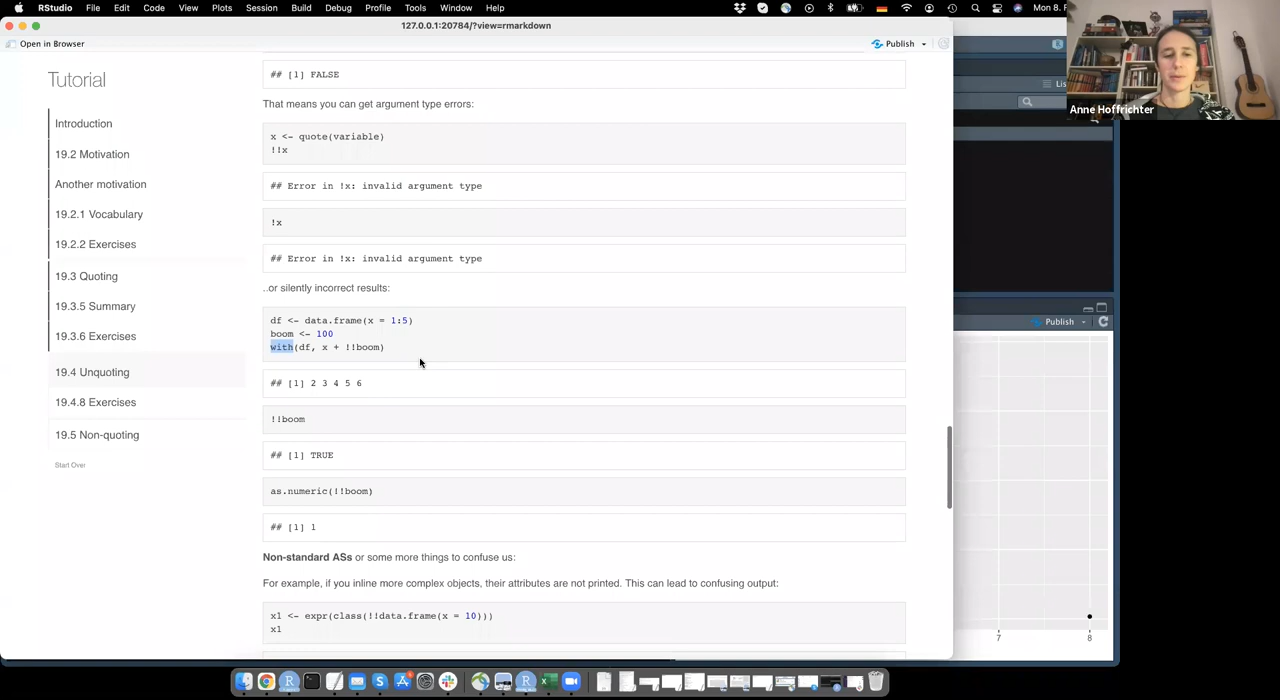 RStudio File Edit Code View Plots Session Build Debug Profile Tools Window Help Mon 8.
127.0.0.1:20784/?view=rmarkdown
Open in Browser
Publish
Anne Hoffrichter
Tutorial
Introduction
19.2 Motivation
Another motivation
19.2.1 Vocabulary
19.2.2 Exercises
19.3 Quoting
19.3.5 Summary
19.3.6 Exercises
19.4 Unquoting
19.4.8 Exercises
19.5 Non-quoting
Start Over
## [1] FALSE
That means you can get argument type errors:
x <- quote(variable)
!!x
## Error in !x: invalid argument type
!x
## Error in !x: invalid argument type
..or silently incorrect results:
df <- data.frame(x = 1:5)
boom <- 100
with(df, x + !!boom)
## [1] 2 3 4 5 6
!!boom
## [1] TRUE
as.numeric(!!boom)
## [1] 1
Non-standard ASs or some more things to confuse us:
For example, if you inline more complex objects, their attributes are not printed. This can lead to confusing output:
x1 <- expr(class(!!data.frame(x = 10)))
x1
Lis
Publish
7 8